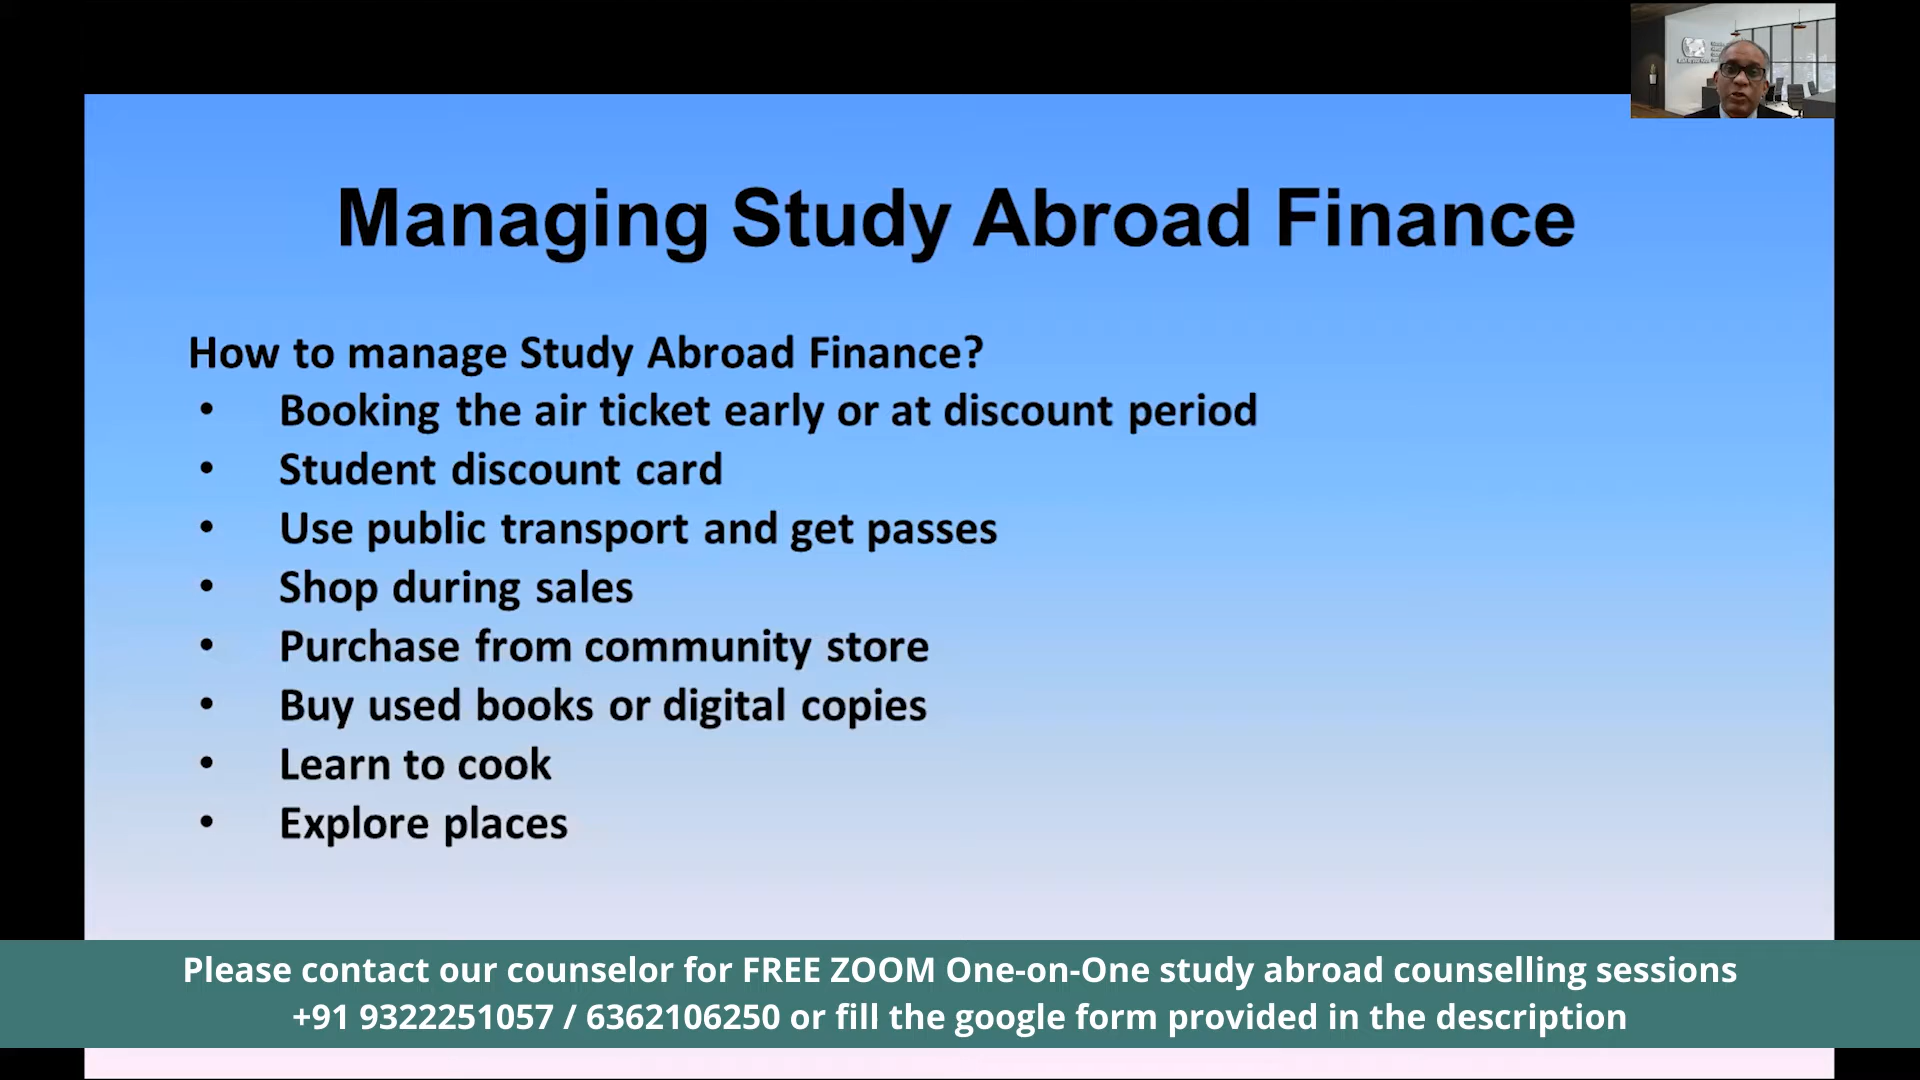 Managing Study Abroad Finance
How to manage Study Abroad Finance?
• Booking the air ticket early or at discount period
• Student discount card
• Use public transport and get passes
• Shop during sales
• Purchase from community store
• Buy used books or digital copies
• Learn to cook
• Explore places
Please contact our counselor for FREE ZOOM One-on-One study abroad counselling sessions
+91 9322251057 / 6362106250 or fill the google form provided in the description